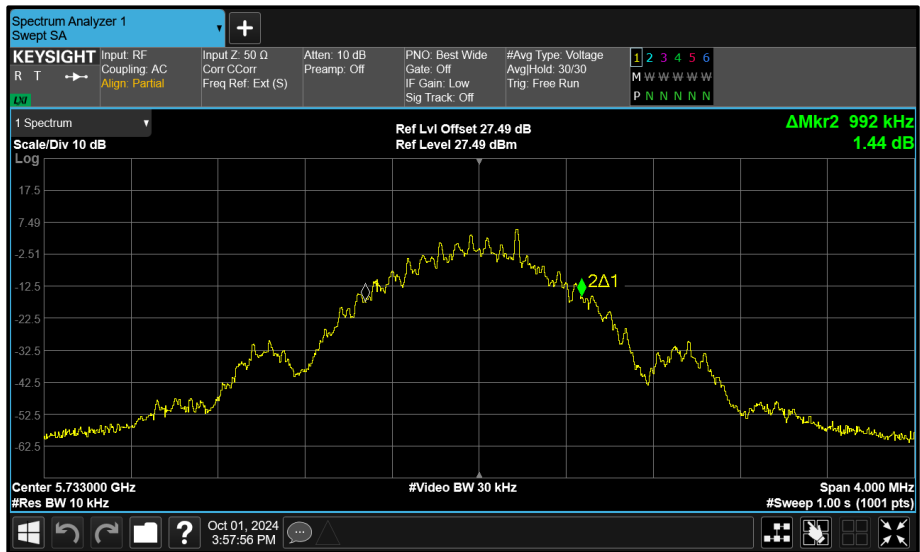 Spectrum Analyzer 1
Swept SA
KEYSIGHT
R T
LXI
Input: RF
Coupling: AC
Align: Partial
Input Z: 50 Ω
Corr CCorr
Freq Ref: Ext (S)
Atten: 10 dB
Preamp: Off
PNO: Best Wide
Gate: Off
IF Gain: Low
Sig Track: Off
#Avg Type: Voltage
Avg|Hold: 30/30
Trig: Free Run
1 2 3 4 5 6
M W W W W W
P N N N N N
1 Spectrum
Scale/Div 10 dB
Log
Ref Lvl Offset 27.49 dB
Ref Level 27.49 dBm
ΔMkr2 992 kHz
1.44 dB
17.5
7.49
-2.51
-12.5
-22.5
-32.5
-42.5
-52.5
-62.5
2Δ1
Center 5.733000 GHz
#Res BW 10 kHz
#Video BW 30 kHz
Span 4.000 MHz
#Sweep 1.00 s (1001 pts)
?
Oct 01, 2024
3:57:56 PM